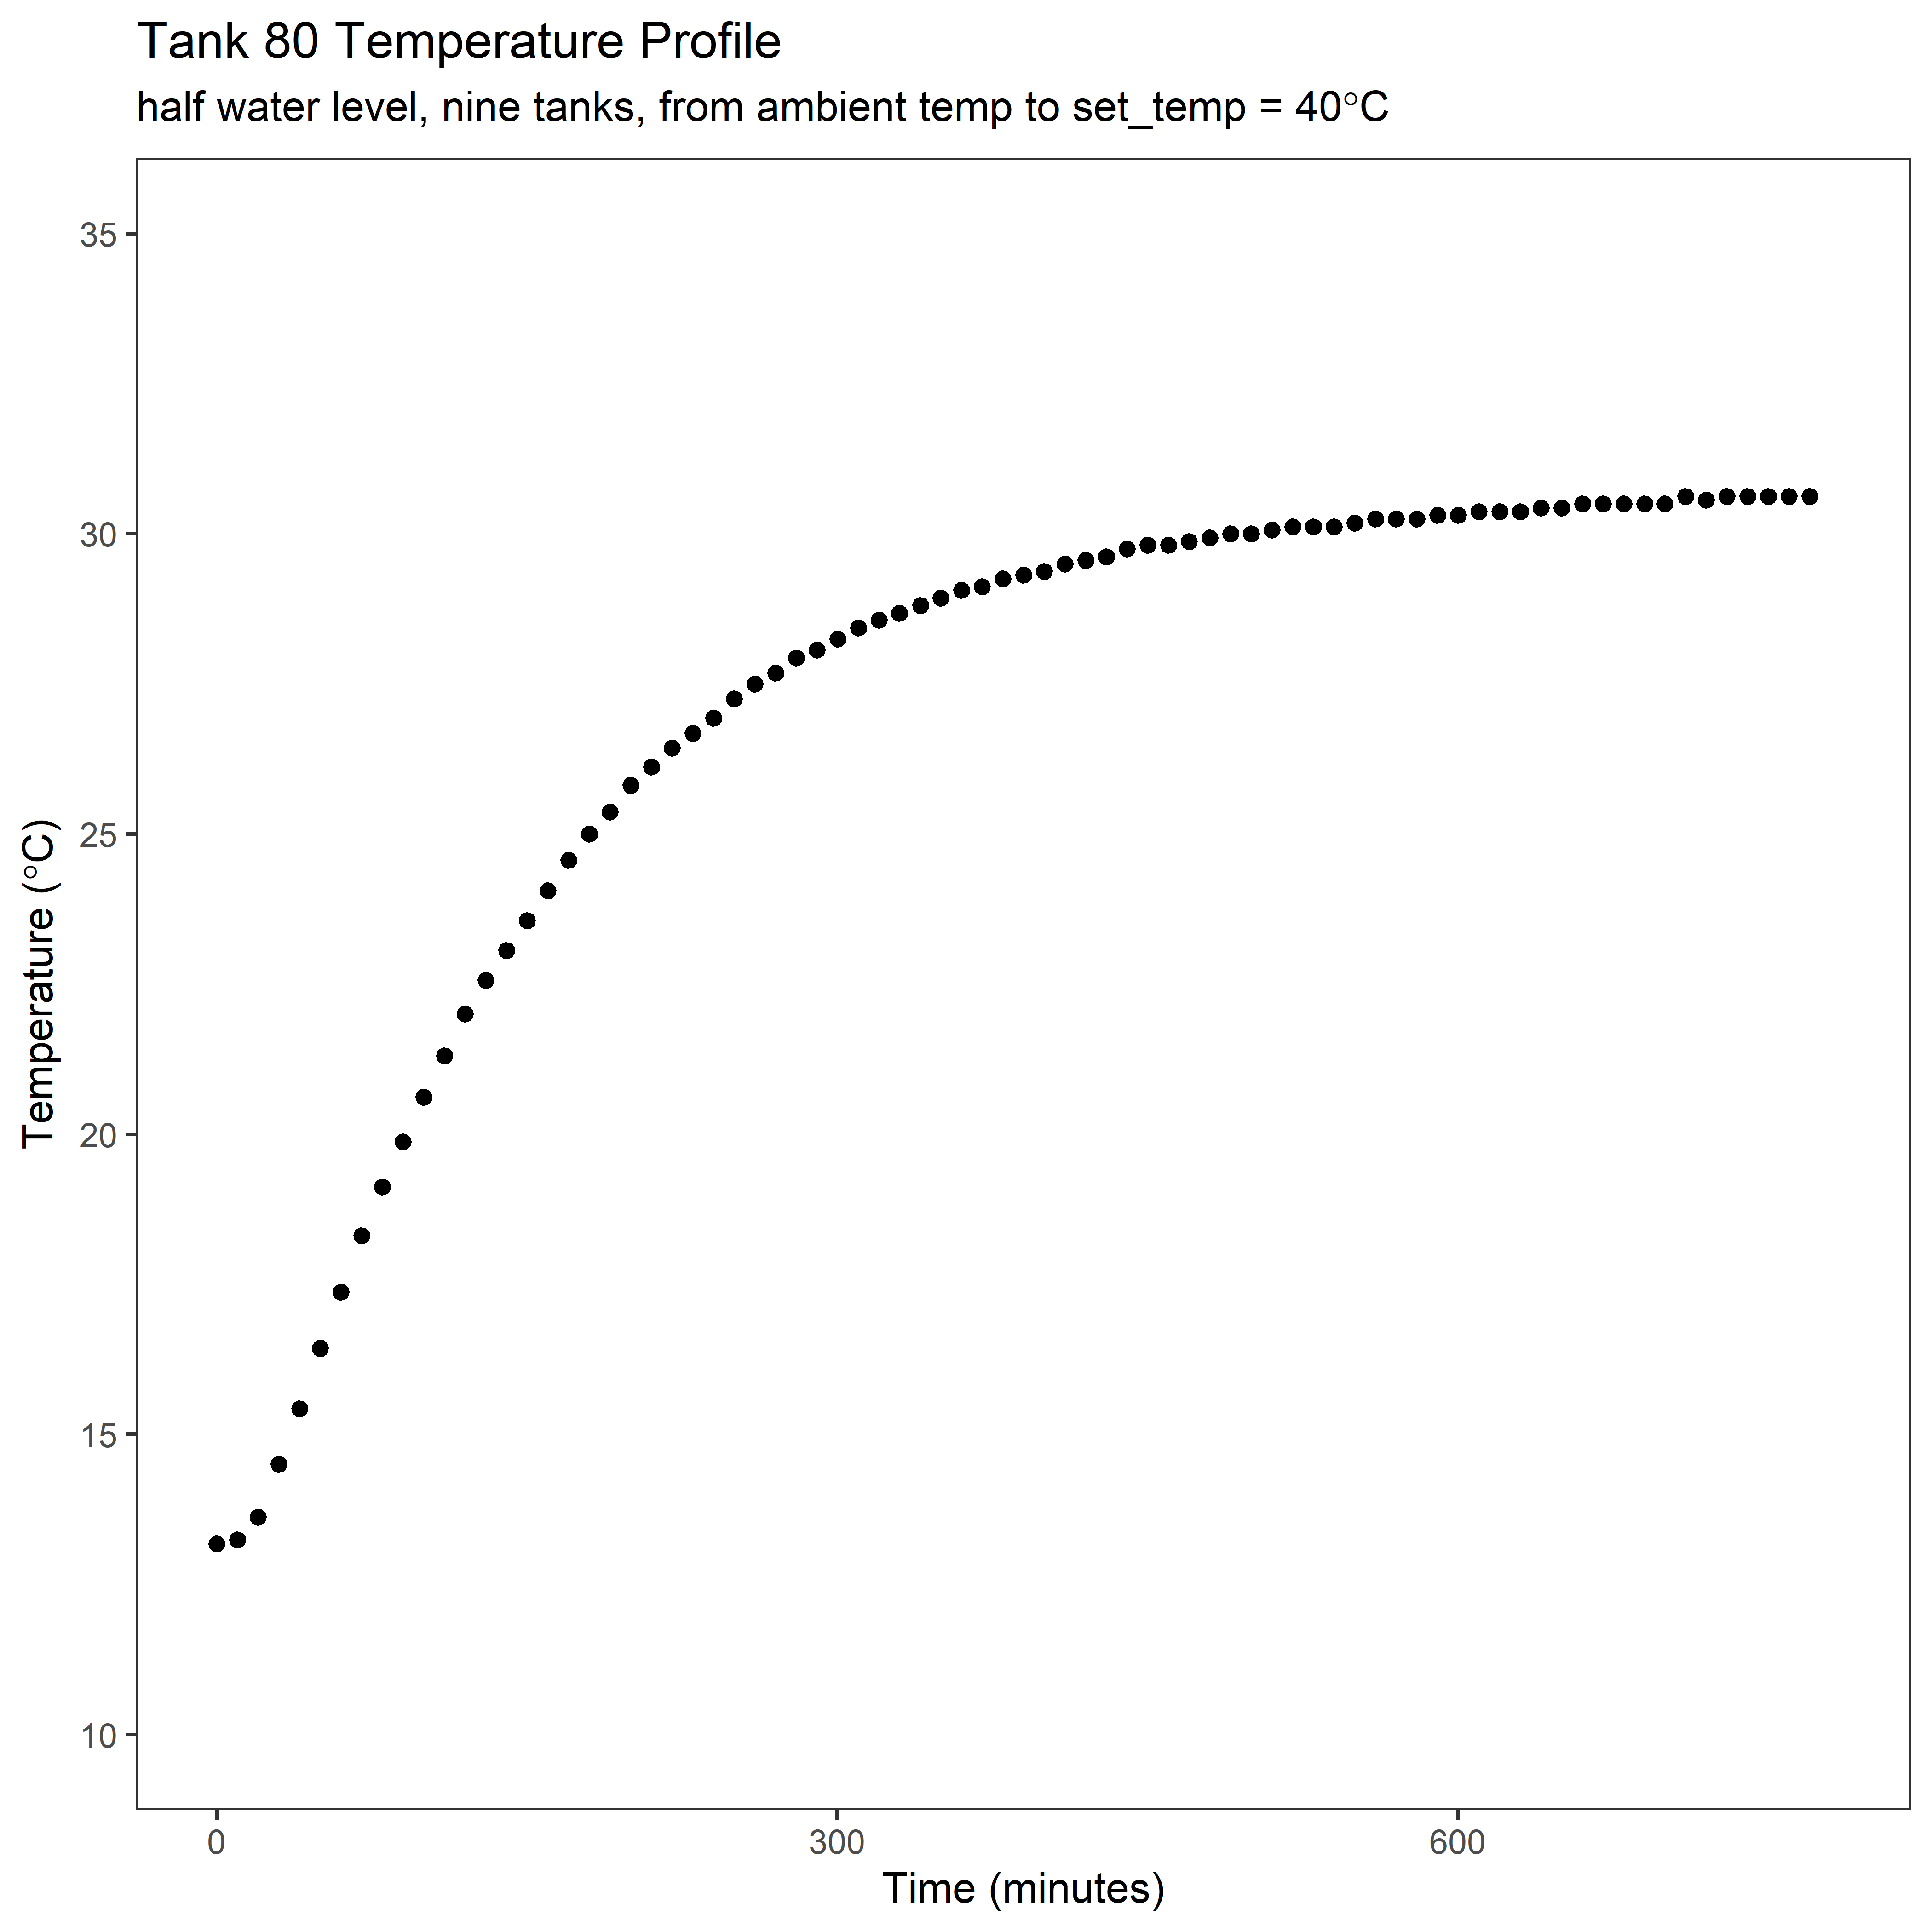 Tank 80 Temperature Profile
half water level, nine tanks, from ambient temp to set_temp = 40°C
35
30
25
20
15
10
Temperature (°C)
0 300 600
Time (minutes)